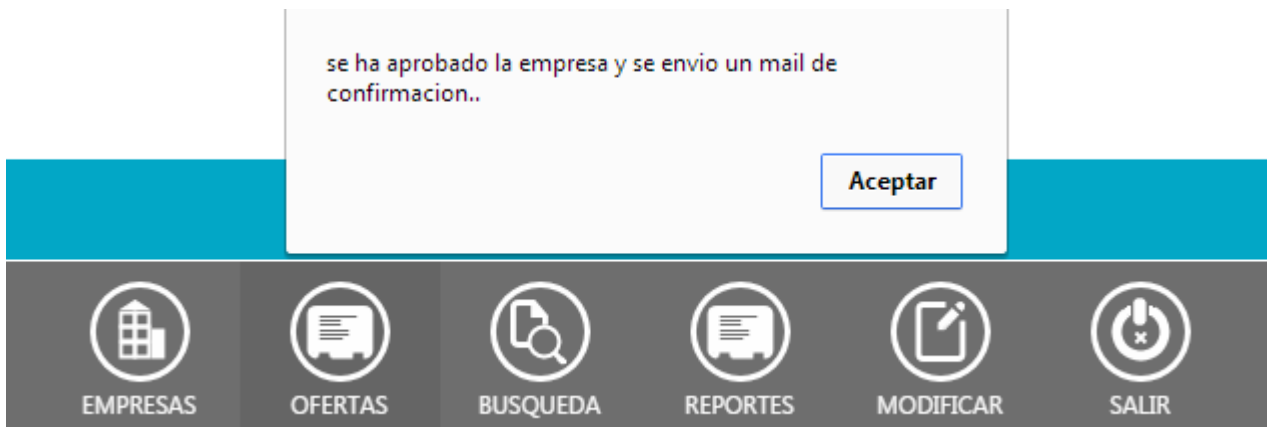 se ha aprobado la empresa y se envio un mail de
confirmacion..
Aceptar
EMPRESAS OFERTAS BUSQUEDA REPORTES MODIFICAR SALIR